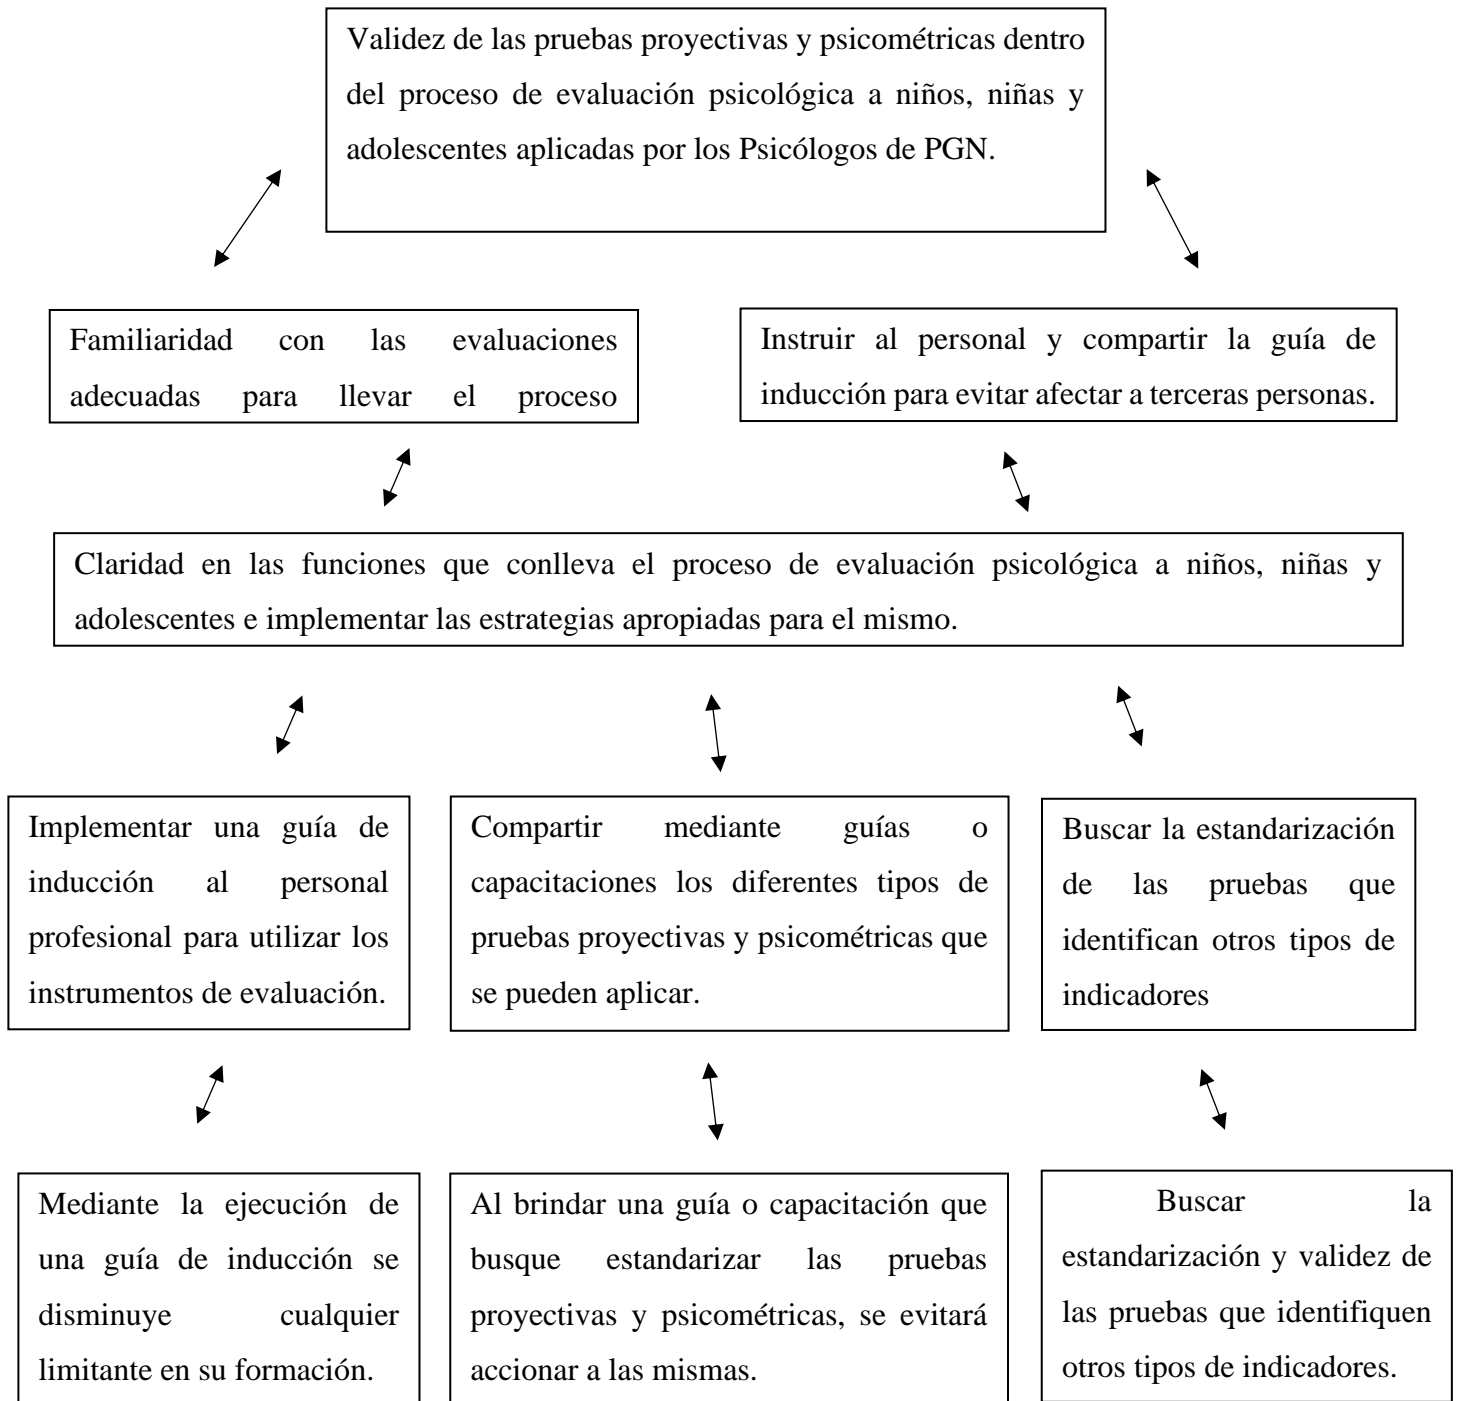 Validez de las pruebas proyectivas y psicométricas dentro
del proceso de evaluación psicológica a niños, niñas y
adolescentes aplicadas por los Psicólogos de PGN.
Familiaridad con las evaluaciones
adecuadas para llevar el proceso
Instruir al personal y compartir la guía de
inducción para evitar afectar a terceras personas.
Claridad en las funciones que conlleva el proceso de evaluación psicológica a niños, niñas y
adolescentes e implementar las estrategias apropiadas para el mismo.
Implementar una guía de
inducción al personal
profesional para utilizar los
instrumentos de evaluación.
Compartir mediante guías o
capacitaciones los diferentes tipos de
pruebas proyectivas y psicométricas que
se pueden aplicar.
Buscar la estandarización
de las pruebas que
identifican otros tipos de
indicadores
Mediante la ejecución de
una guía de inducción se
disminuye cualquier
limitante en su formación.
Al brindar una guía o capacitación que
busque estandarizar las pruebas
proyectivas y psicométricas, se evitará
accionar a las mismas.
Buscar la
estandarización y validez de
las pruebas que identifiquen
otros tipos de indicadores.